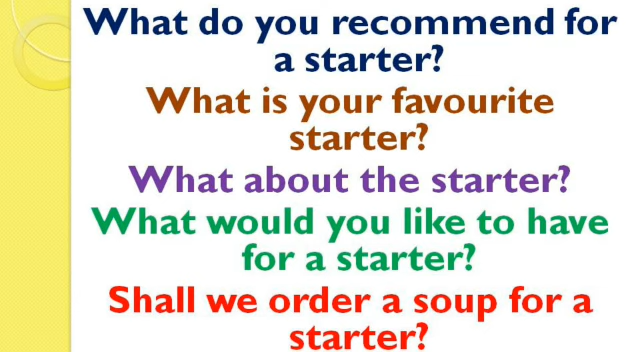 What do you recommend for
a starter?
What is your favourite
starter?
What about the starter?
What would you like to have
for a starter?
Shall we order a soup for a
starter?